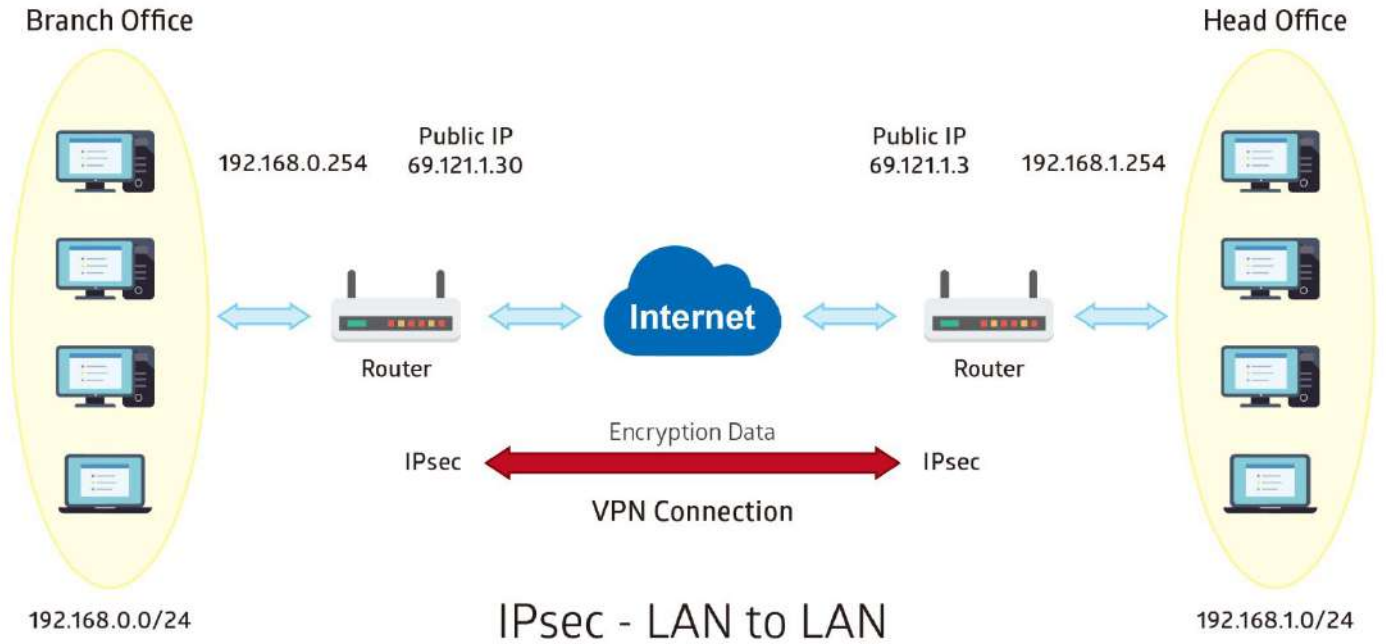 Branch Office
Head Office
192.168.0.254
Public IP
69.121.1.30
Public IP
69.121.1.3
192.168.1.254
Internet
Router
Router
Encryption Data
IPsec
IPsec
VPN Connection
192.168.0.0/24
IPsec - LAN to LAN
192.168.1.0/24